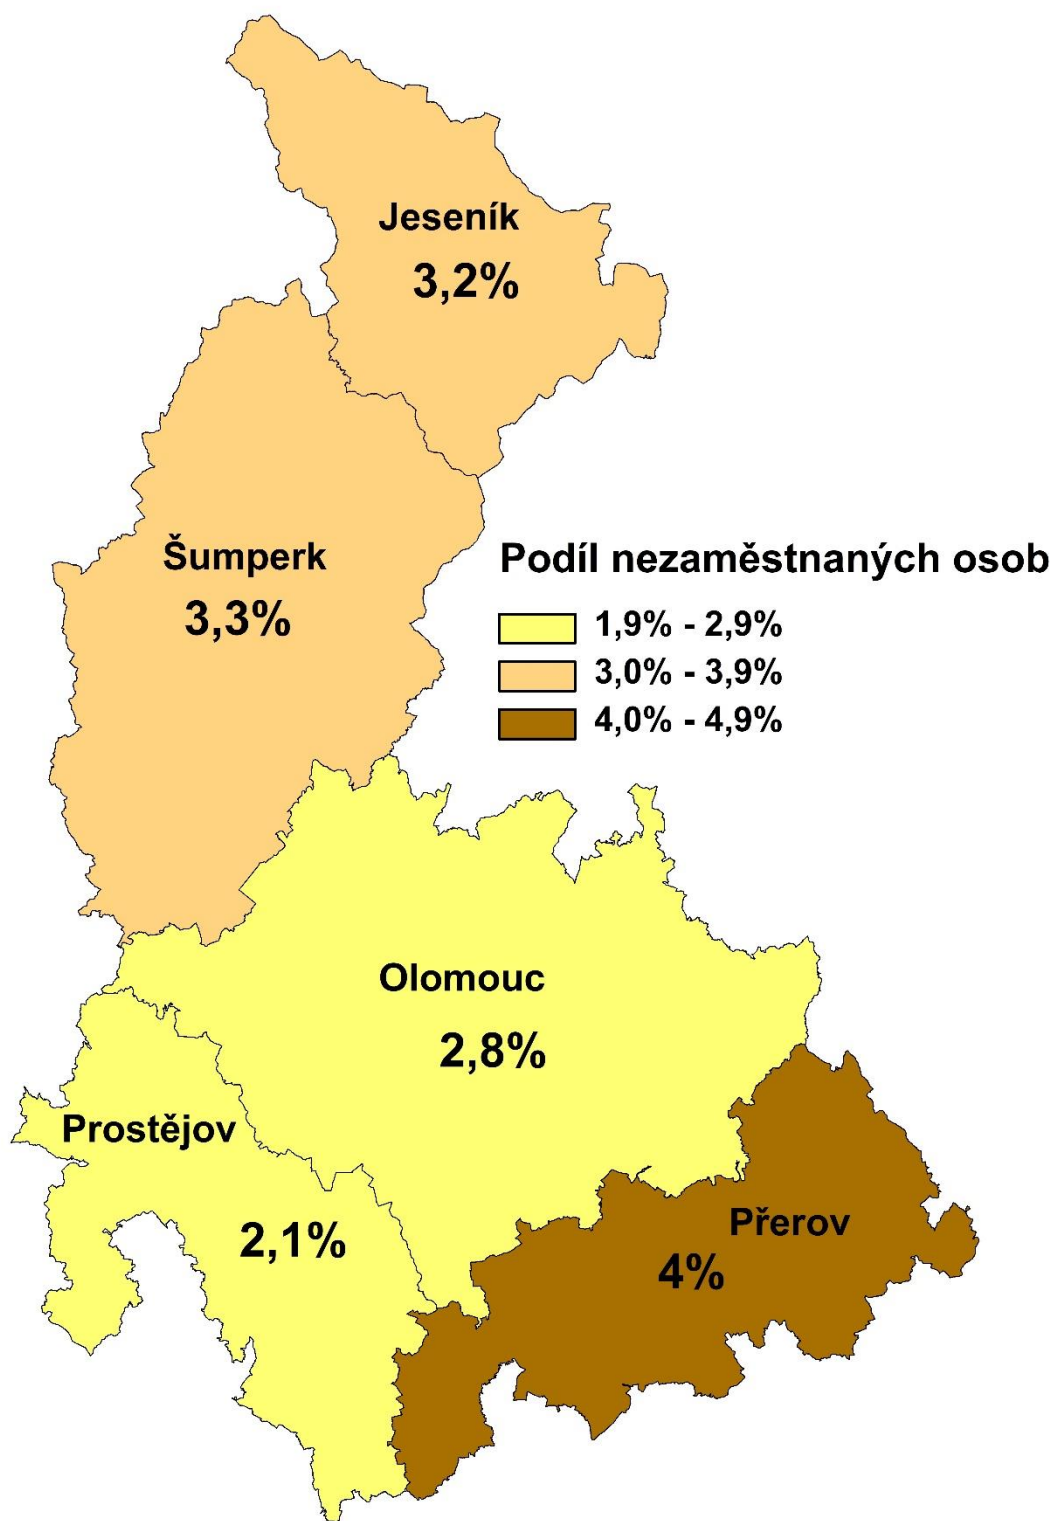 Jeseník
3,2%
Šumperk
3,3%
Podíl nezaměstnaných osob
1,9% - 2,9%
3,0% - 3,9%
4,0% - 4,9%
Olomouc
2,8%
Prostějov
2,1%
Přerov
4%